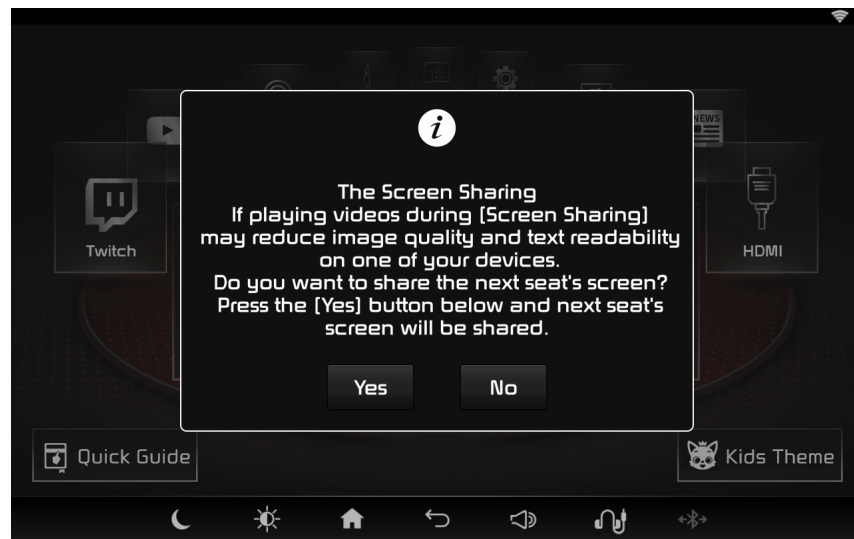 NEWS
Twitch
HDMI
i
The Screen Sharing
If playing videos during [Screen Sharing]
may reduce image quality and text readability
on one of your devices.
Do you want to share the next seat's screen?
Press the [Yes] button below and next seat's
screen will be shared.
Yes
No
Quick Guide
Kids Theme